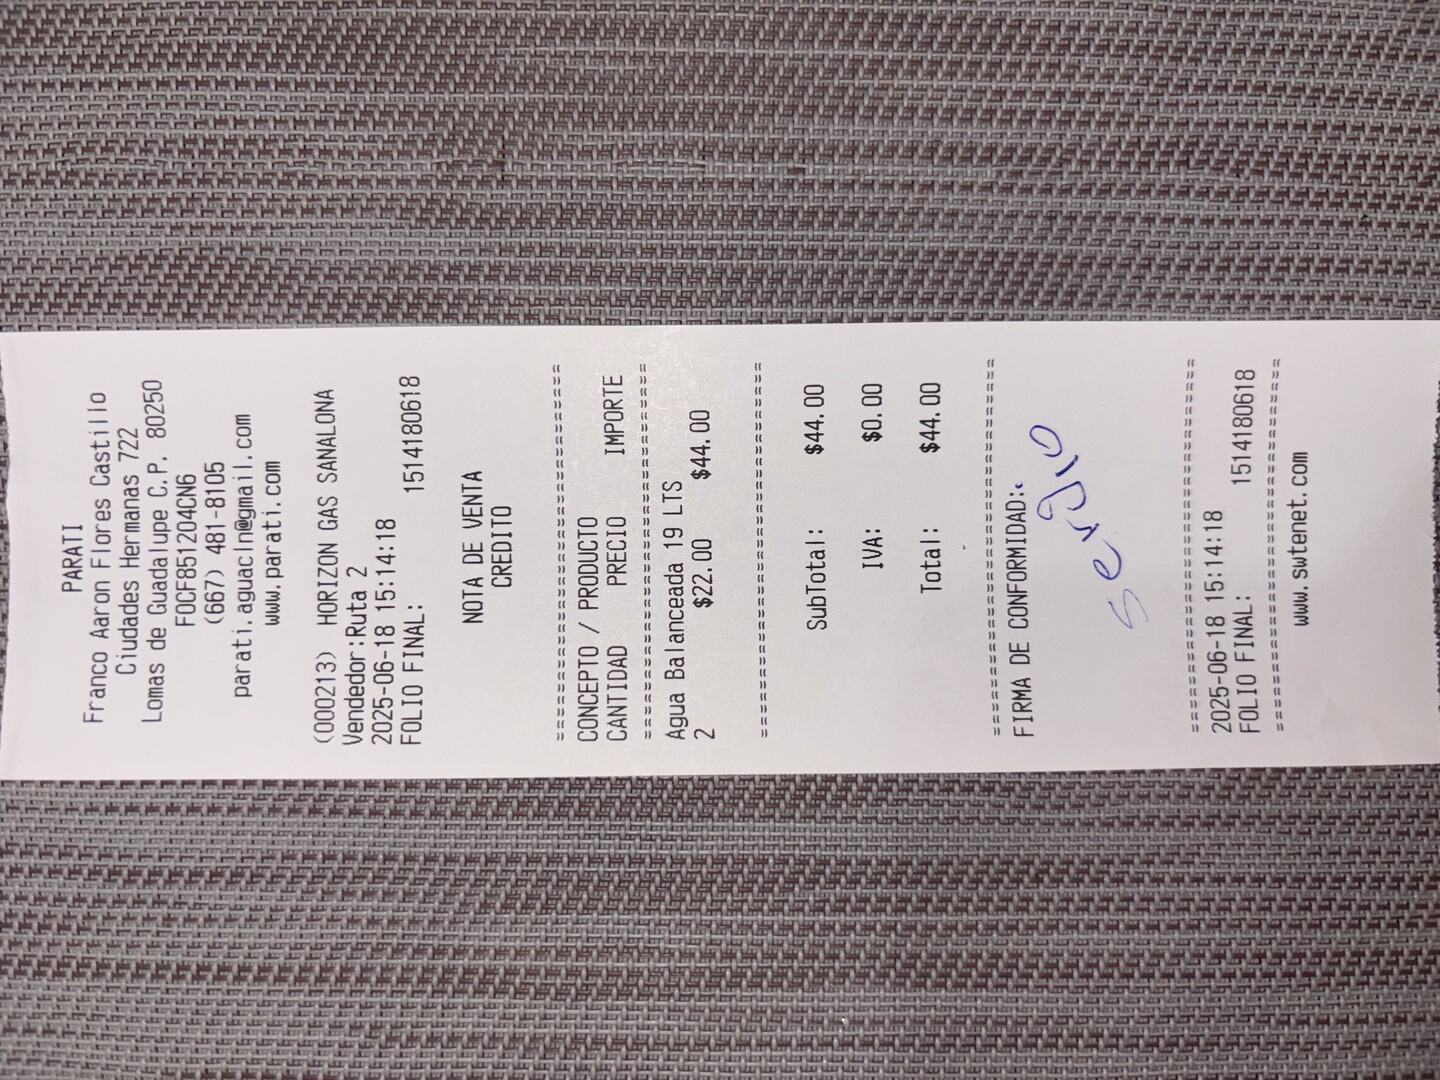 PARATI
Franco Aaron Flores Castillo
Ciudades Hermanas 722
Lomas de Guadalupe C.P. 80250
FOCF851204CN6
(667) 481-8105
parati.aguacln@gmail.com
www.parati.com
(000213) HORIZON GAS SANALONA
Vendedor:Ruta 2
2025-06-18 15:14:18
FOLIO FINAL: 1514180618
NOTA DE VENTA
CREDITO
================================
CONCEPTO / PRODUCTO
CANTIDAD PRECIO IMPORTE
================================
Agua Balanceada 19 LTS
2 $22.00 $44.00
================================
SubTotal: $44.00
IVA: $0.00
Total: $44.00
================================
FIRMA DE CONFORMIDAD:
Sergio
================================
2025-06-18 15:14:18
FOLIO FINAL: 1514180618
================================
www.swtenet.com